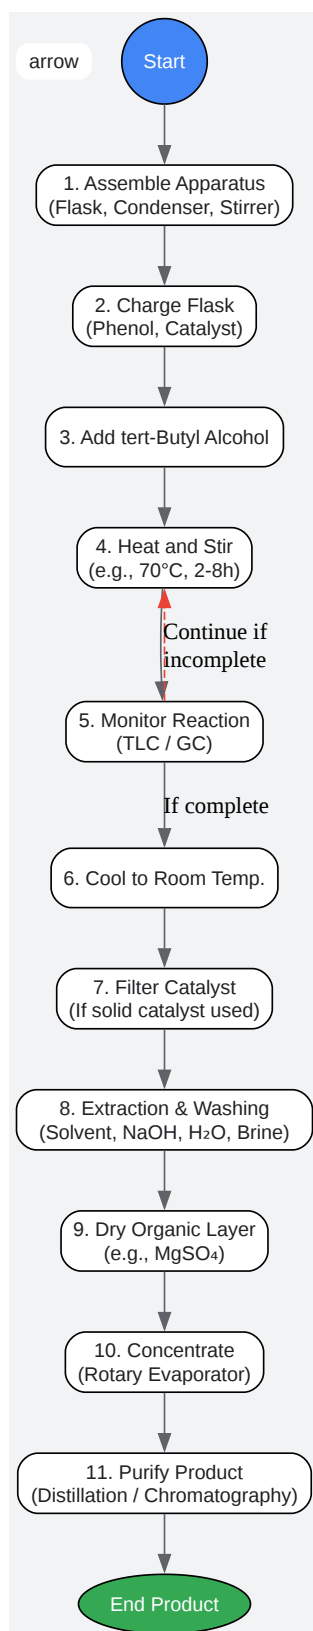 arrow
Start
1. Assemble Apparatus
(Flask, Condenser, Stirrer)
2. Charge Flask
(Phenol, Catalyst)
3. Add tert-Butyl Alcohol
4. Heat and Stir
(e.g., 70°C, 2-8h)
Continue if
incomplete
5. Monitor Reaction
(TLC / GC)
If complete
6. Cool to Room Temp.
7. Filter Catalyst
(If solid catalyst used)
8. Extraction & Washing
(Solvent, NaOH, H₂O, Brine)
9. Dry Organic Layer
(e.g., MgSO₄)
10. Concentrate
(Rotary Evaporator)
11. Purify Product
(Distillation / Chromatography)
End Product